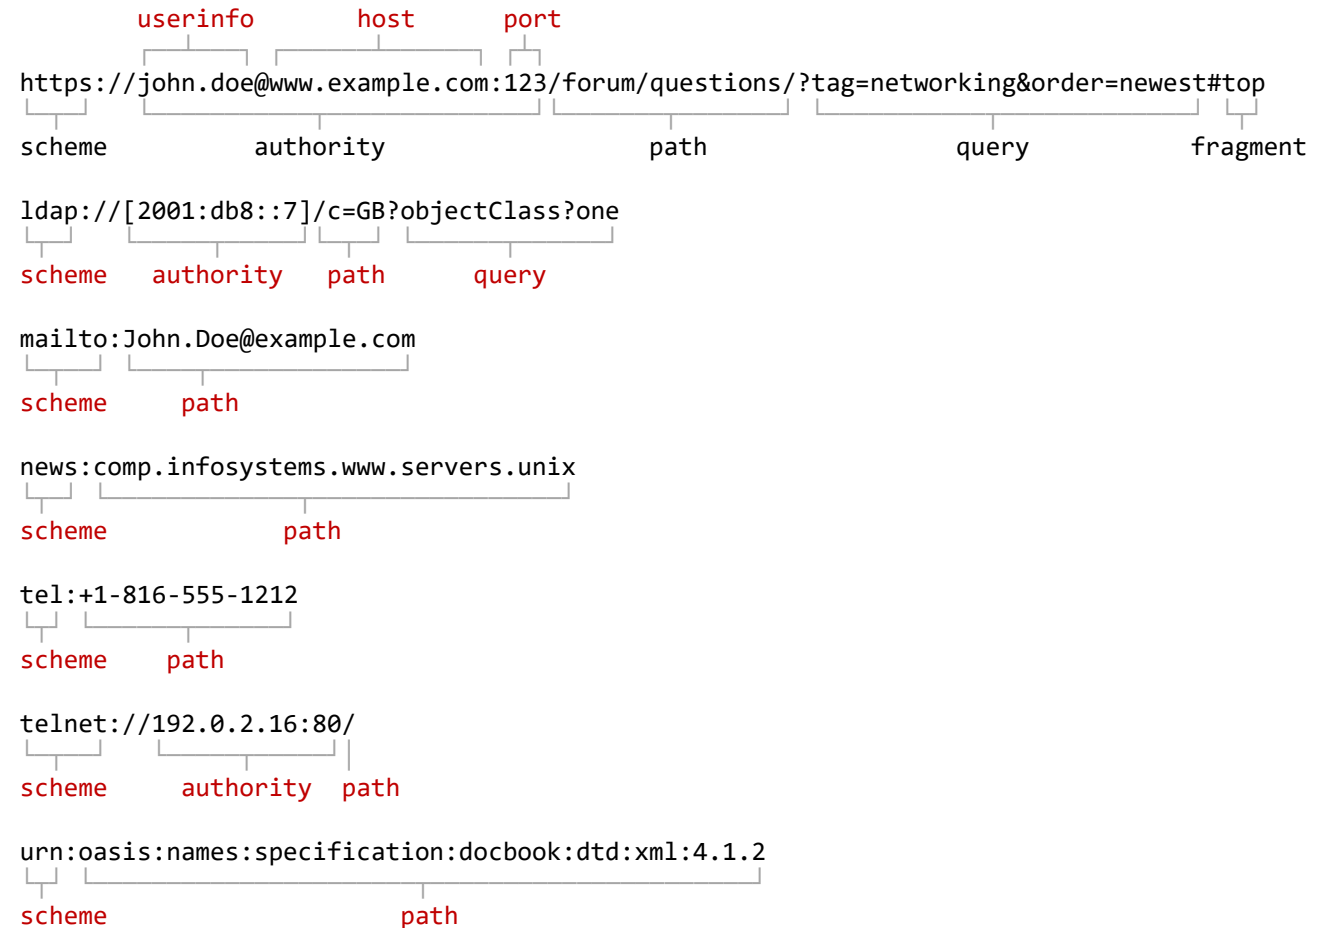 userinfo host port
https://john.doe@www.example.com:123/forum/questions/?tag=networking&order=newest#top
scheme authority path query fragment
ldap://[2001:db8::7]/c=GB?objectClass?one
scheme authority path query
mailto:John.Doe@example.com
scheme path
news:comp.infosystems.www.servers.unix
scheme path
tel:+1-816-555-1212
scheme path
telnet://192.0.2.16:80/
scheme authority path
urn:oasis:names:specification:docbook:dtd:xml:4.1.2
scheme path